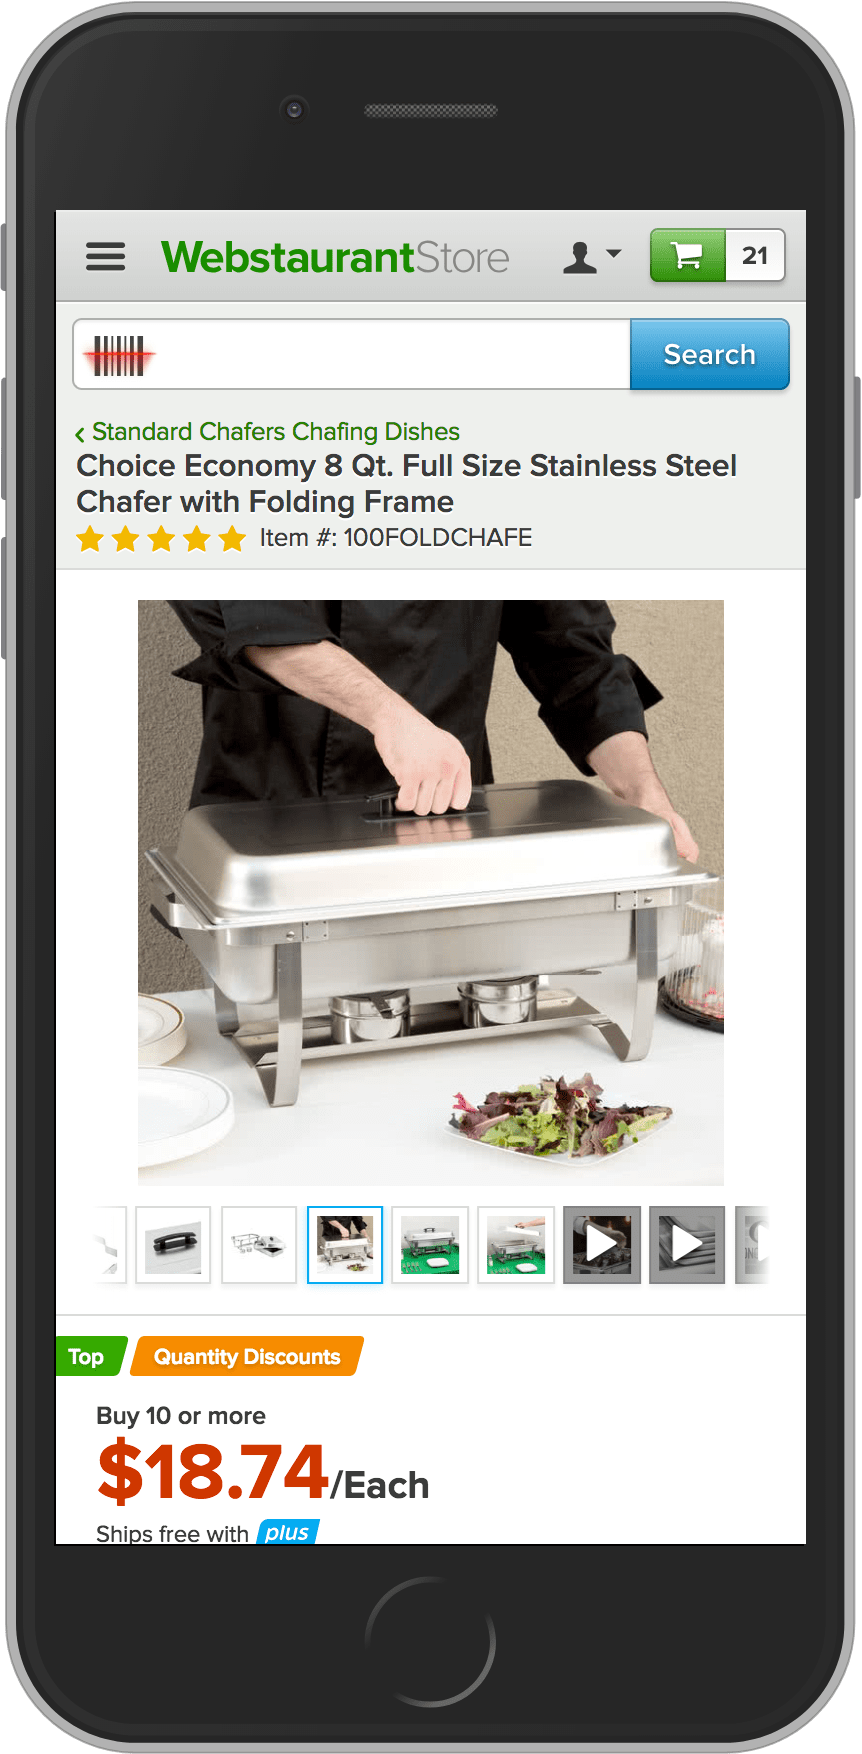 WebstaurantStore
21
Search
‹ Standard Chafers Chafing Dishes
Choice Economy 8 Qt. Full Size Stainless Steel
Chafer with Folding Frame
Item #: 100FOLDCHAFE
Top
Quantity Discounts
Buy 10 or more
$18.74/Each
Ships free with plus